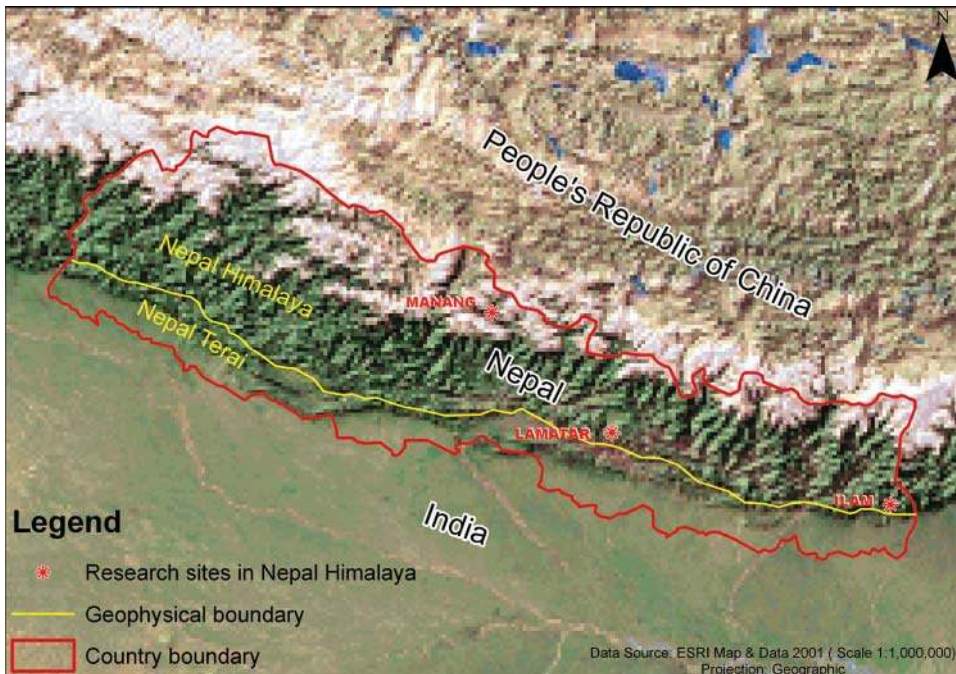 N
People's Republic of China
Nepal Himalaya
Nepal Terai
MANANG
Nepal
LAMATAR
ILAM
India
Legend
Research sites in Nepal Himalaya
Geophysical boundary
Country boundary
Data Source: ESRI Map & Data 2001 ( Scale 1:1,000,000)
Projection: Geographic